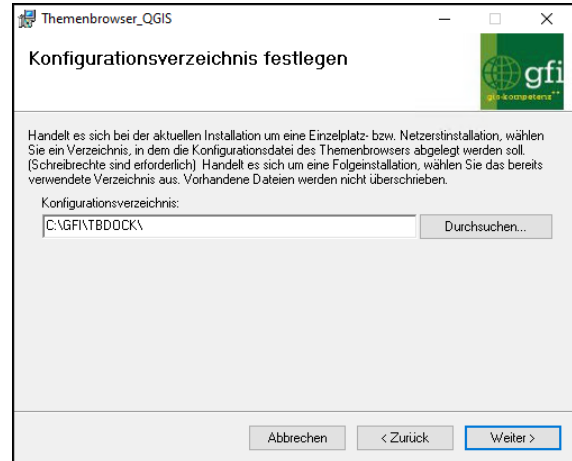 Themenbrowser_QGIS
Konfigurationsverzeichnis festlegen
gfi
gis-kompetenz++
Handelt es sich bei der aktuellen Installation um eine Einzelplatz- bzw. Netzerstinstallation, wählen
Sie ein Verzeichnis, in dem die Konfigurationsdatei des Themenbrowsers abgelegt werden soll.
(Schreibrechte sind erforderlich) Handelt es sich um eine Folgeinstallation, wählen Sie das bereits
verwendete Verzeichnis aus. Vorhandene Dateien werden nicht überschrieben.
Konfigurationsverzeichnis:
C:\GFI\TBDOCK\
Durchsuchen...
Abbrechen
< Zurück
Weiter >